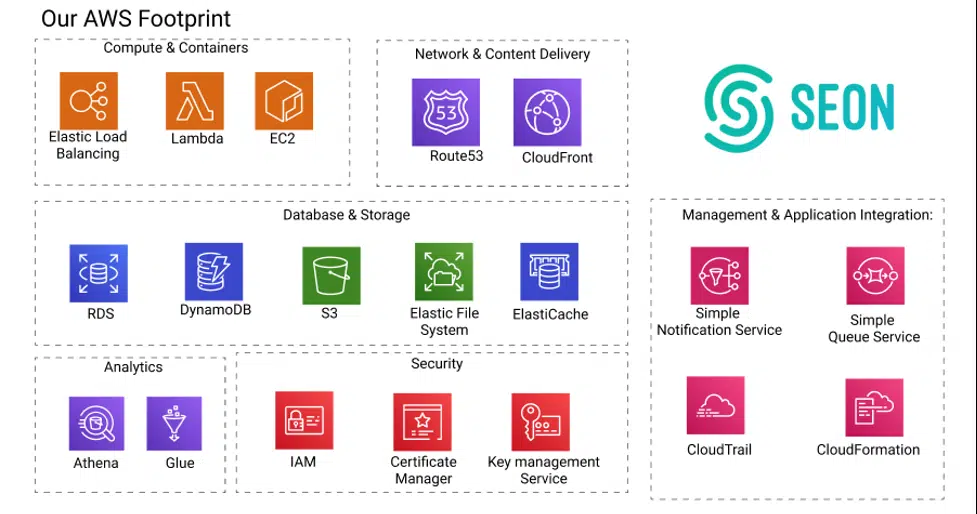 Our AWS Footprint
Compute & Containers
Elastic Load
Balancing
Lambda
EC2
Network & Content Delivery
53
Route53
CloudFront
SEON
Database & Storage
RDS
DynamoDB
S3
Elastic File
System
ElastiCache
Management & Application Integration:
Simple
Notification Service
Simple
Queue Service
CloudTrail
CloudFormation
Analytics
Athena
Glue
Security
IAM
Certificate
Manager
Key management
Service